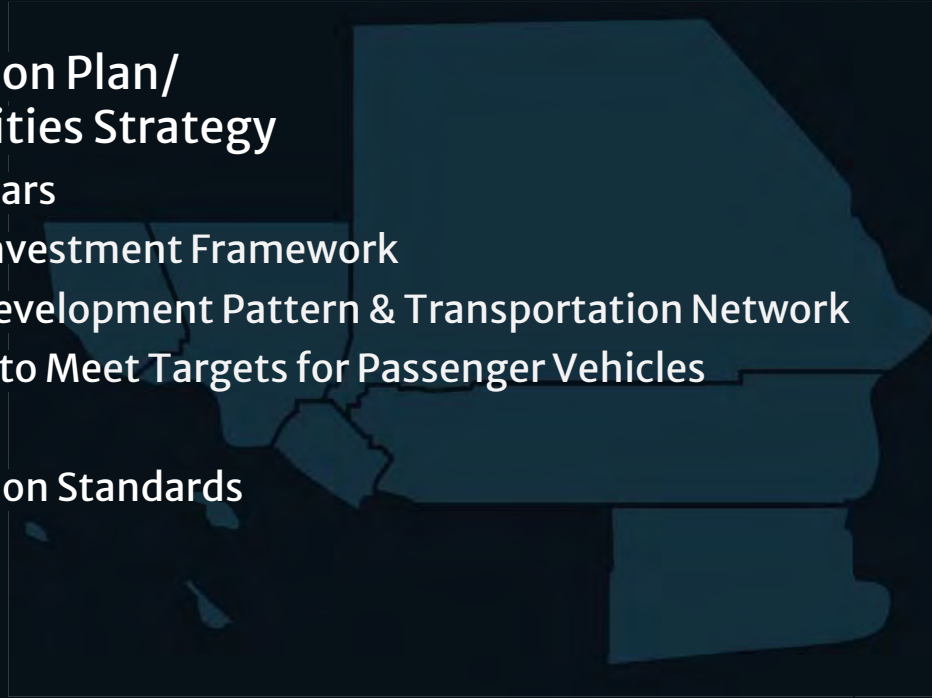 on Plan/
ities Strategy
ars
nvestment Framework
evelopment Pattern & Transportation Network
to Meet Targets for Passenger Vehicles
on Standards